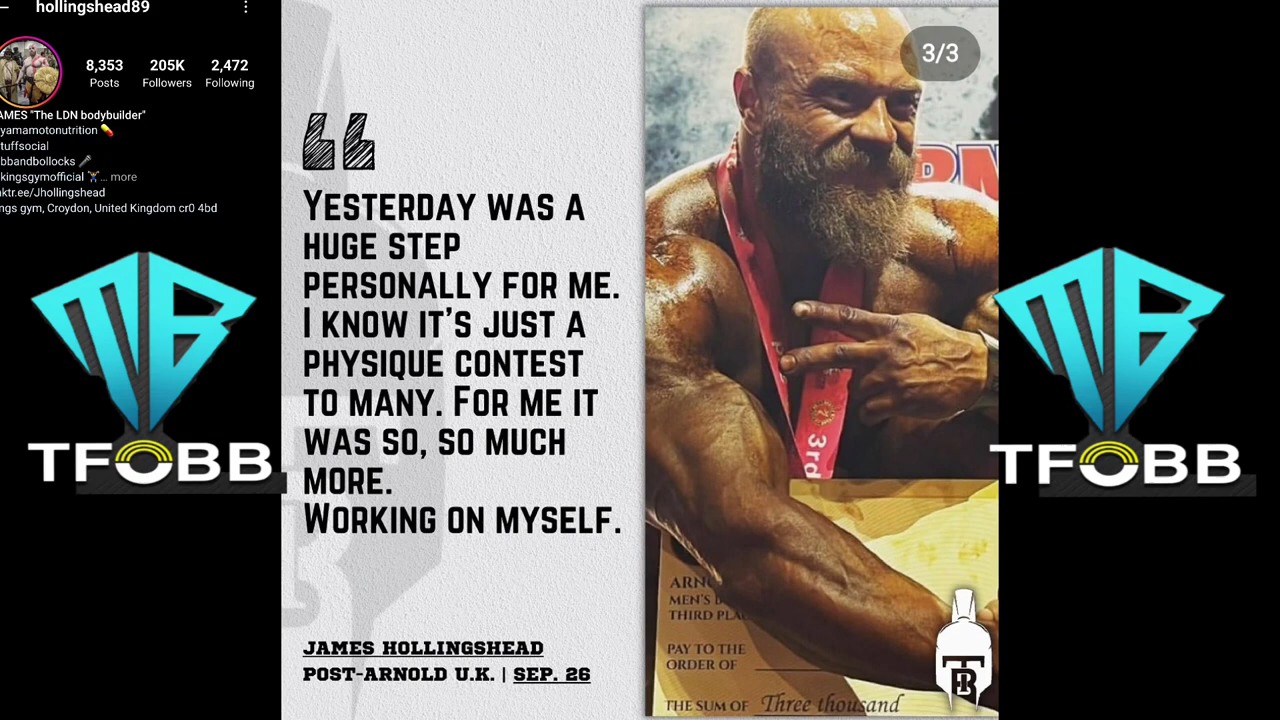 hollingshead89
8,353 205K 2,472
Posts Followers Following
AMES "The LDN bodybuilder"
yamamotonutrition
tuffsocial
bbandbollocks
kingsgymofficial ... more
ktr.ee/Jhollingshead
ngs gym, Croydon, United Kingdom cr0 4bd
MB
TFOBB
YESTERDAY WAS A
HUGE STEP
PERSONALLY FOR ME.
I KNOW IT'S JUST A
PHYSIQUE CONTEST
TO MANY. FOR ME IT
WAS SO, SO MUCH
MORE.
WORKING ON MYSELF.
JAMES HOLLINGSHEAD
POST-ARNOLD U.K. | SEP. 26
3/3
3rd
ARNO
MEN'S B
THIRD PLA
PAY TO THE
ORDER OF
THE SUM OF Three thousand
MB
TFOBB